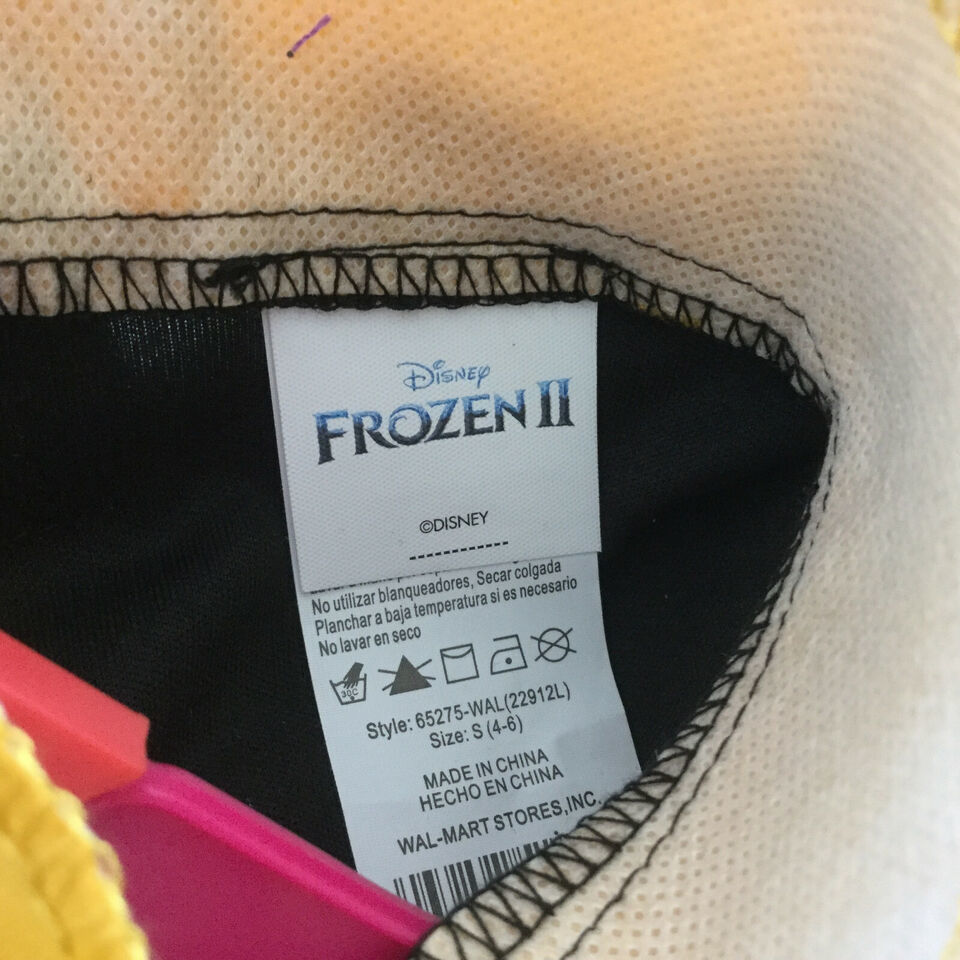 Disney
FROZEN II
©DISNEY
No utilizar blanqueadores, Secar colgada
Planchar a baja temperatura si es necesario
No lavar en seco
30C
Style: 65275-WAL(22912L)
Size: S (4-6)
MADE IN CHINA
HECHO EN CHINA
WAL-MART STORES,INC.